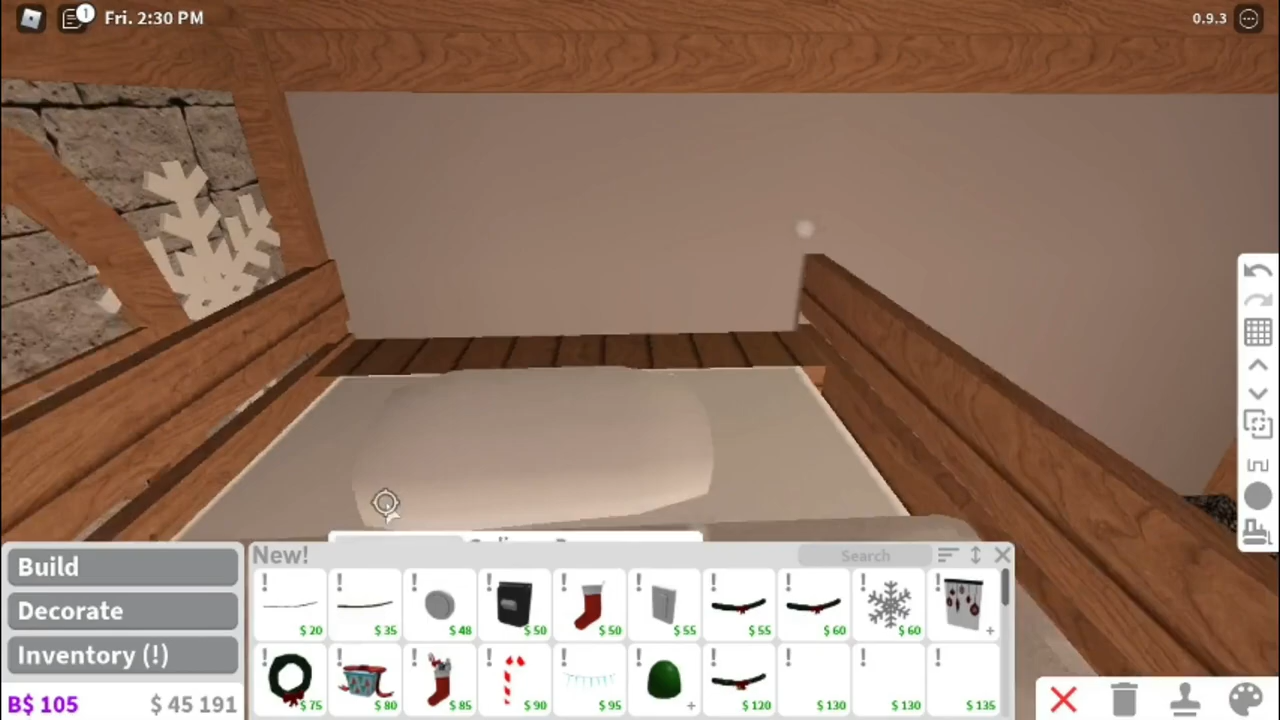 1 Fri. 2:30 PM
0.9.3
Build
Decorate
Inventory (!)
B$ 105 $ 45 191
New! Search
! ! ! ! ! ! ! ! ! !
$ 20 $ 35 $ 48 $ 50 $ 50 $ 55 $ 55 $ 60 $ 60 +
! ! ! ! ! ! ! ! ! !
$ 75 $ 80 $ 85 $ 90 $ 95 + $ 120 $ 130 $ 130 $ 135